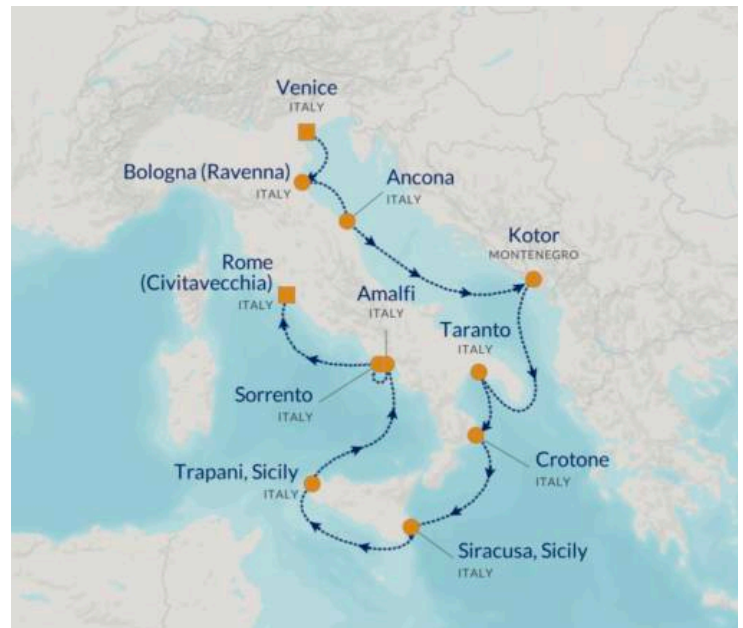 Venice
ITALY
Bologna (Ravenna)
ITALY
Ancona
ITALY
Kotor
MONTENEGRO
Rome
(Civitavecchia)
ITALY
Amalfi
ITALY
Taranto
ITALY
Sorrento
ITALY
Crotone
ITALY
Trapani, Sicily
ITALY
Siracusa, Sicily
ITALY